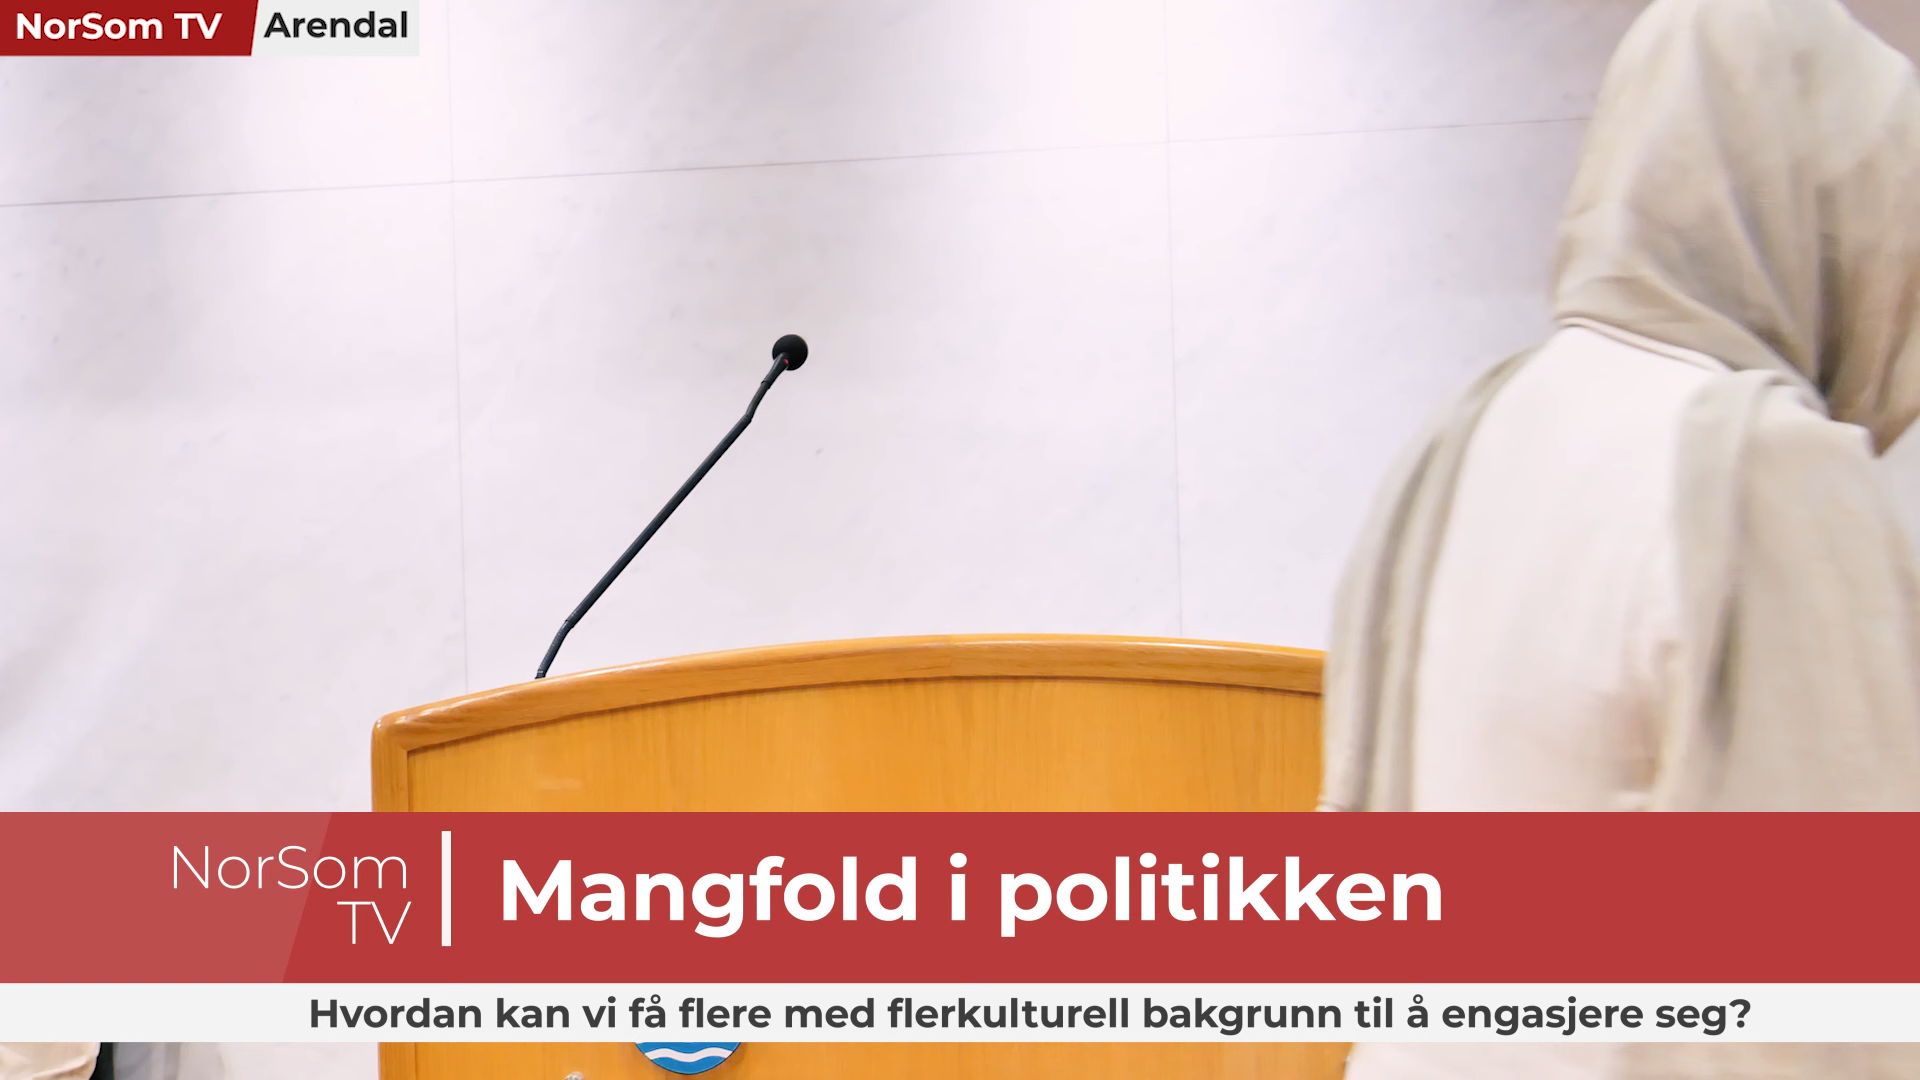 NorSom TV Arendal
NorSom
TV
Mangfold i politikken
Hvordan kan vi få flere med flerkulturell bakgrunn til å engasjere seg?